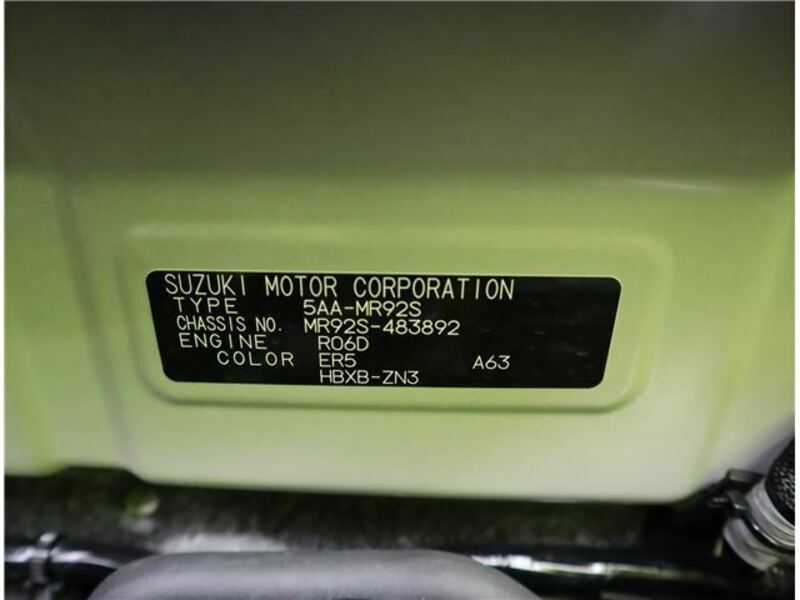 SUZUKI MOTOR CORPORATION
TYPE 5AA-MR92S
CHASSIS NO. MR92S-483892
ENGINE R06D
COLOR ER5 A63
HBXB-ZN3